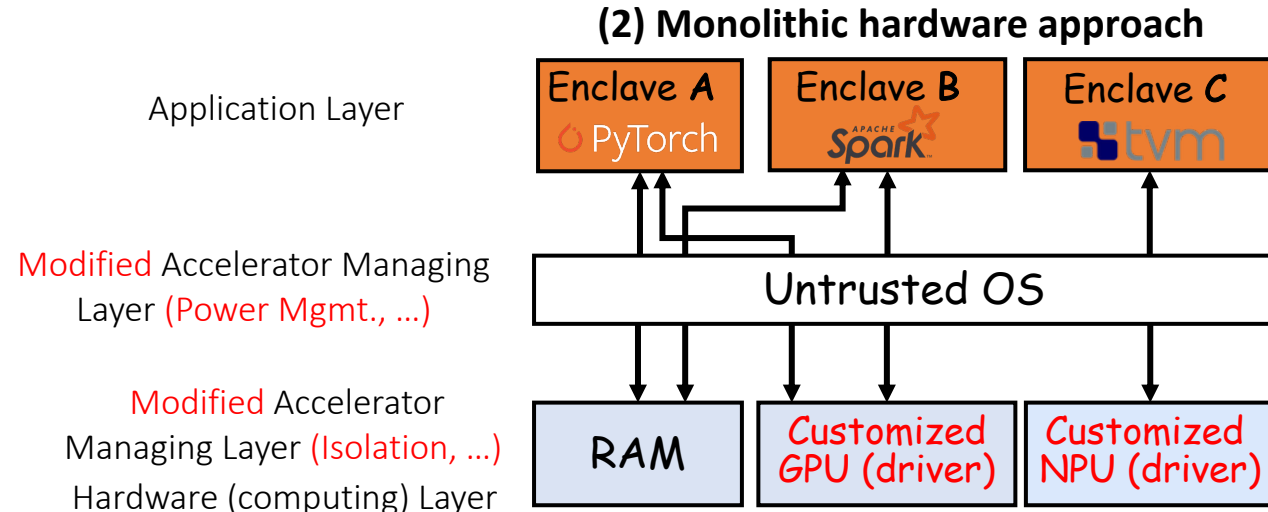 (2) Monolithic hardware approach
Application Layer
Enclave A
PyTorch
Enclave B
APACHE
Spark
Enclave C
tvm
Modified Accelerator Managing
Layer (Power Mgmt., ...)
Untrusted OS
Modified Accelerator
Managing Layer (Isolation, ...)
Hardware (computing) Layer
RAM
Customized
GPU (driver)
Customized
NPU (driver)